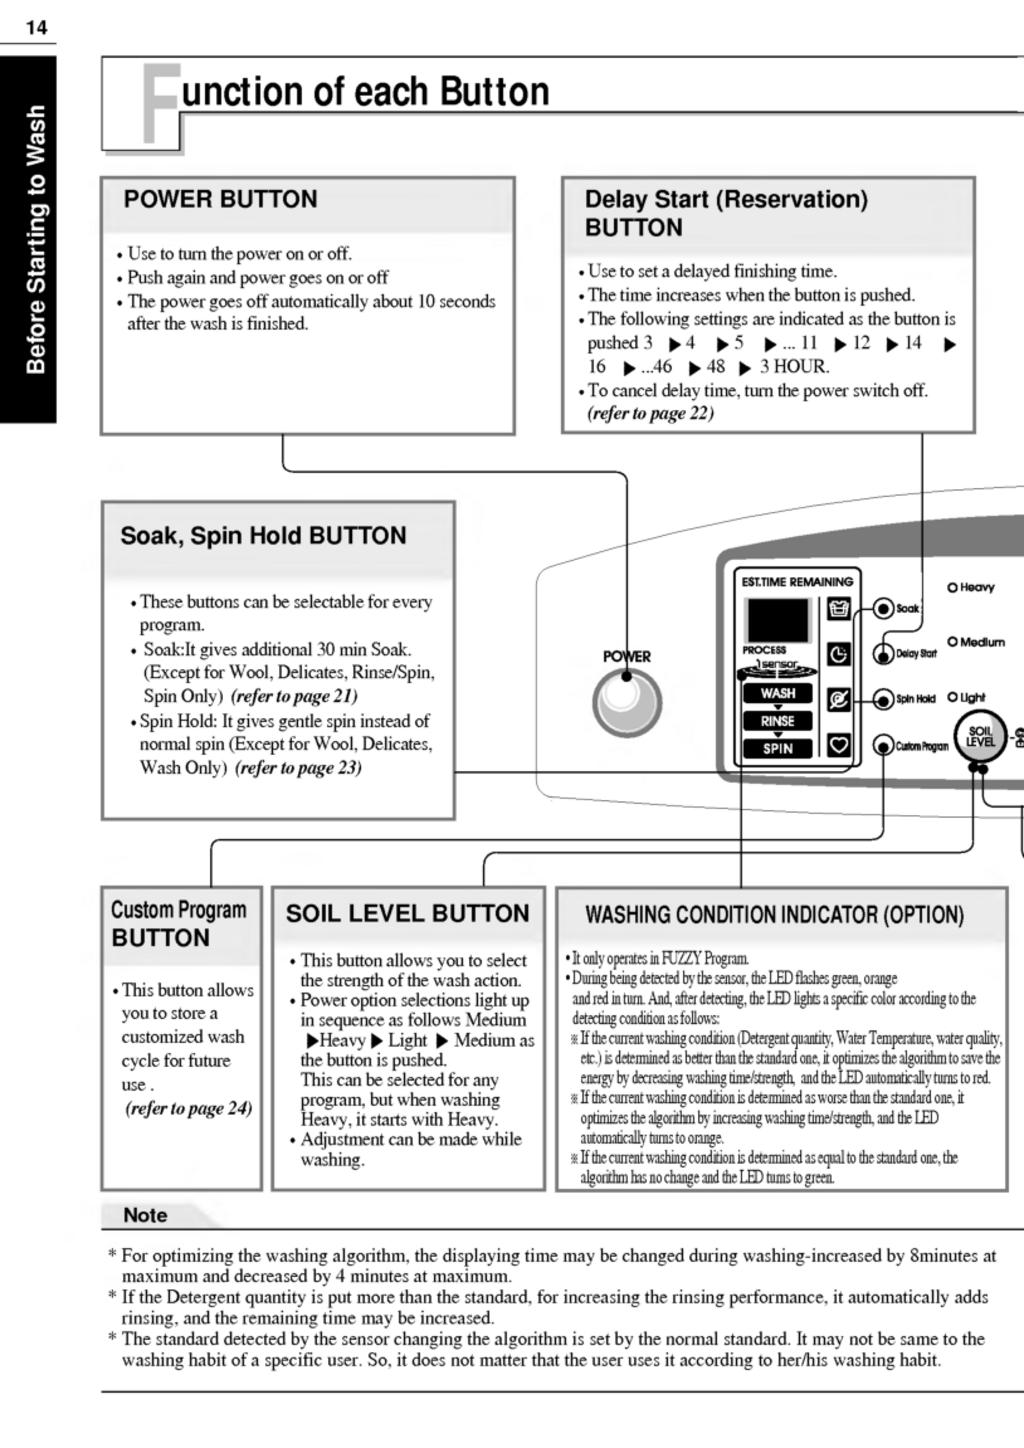 14
Before Starting to Wash
Function of each Button
POWER BUTTON
• Use to turn the power on or off.
• Push again and power goes on or off
• The power goes off automatically about 10 seconds
after the wash is finished.
Delay Start (Reservation)
BUTTON
• Use to set a delayed finishing time.
• The time increases when the button is pushed.
• The following settings are indicated as the button is
pushed 3 ▶ 4 ▶ 5 ▶ ... 11 ▶ 12 ▶ 14 ▶
16 ▶ ...46 ▶ 48 ▶ 3 HOUR.
• To cancel delay time, turn the power switch off.
(refer to page 22)
Soak, Spin Hold BUTTON
• These buttons can be selectable for every
program.
• Soak:It gives additional 30 min Soak.
(Except for Wool, Delicates, Rinse/Spin,
Spin Only) (refer to page 21)
• Spin Hold: It gives gentle spin instead of
normal spin (Except for Wool, Delicates,
Wash Only) (refer to page 23)
POWER
EST.TIME REMAINING
PROCESS
sensor
WASH
RINSE
SPIN
Soak
Delay Start
Spin Hold
Custom Program
Heavy
Medium
Light
SOIL
LEVEL
Custom Program
BUTTON
• This button allows
you to store a
customized wash
cycle for future
use .
(refer to page 24)
SOIL LEVEL BUTTON
• This button allows you to select
the strength of the wash action.
• Power option selections light up
in sequence as follows Medium
▶Heavy ▶ Light ▶ Medium as
the button is pushed.
This can be selected for any
program, but when washing
Heavy, it starts with Heavy.
• Adjustment can be made while
washing.
WASHING CONDITION INDICATOR (OPTION)
• It only operates in FUZZY Program.
• During being detected by the sensor, the LED flashes green, orange
and red in turn. And, after detecting, the LED lights a specific color according to the
detecting condition as follows:
※ If the current washing condition (Detergent quantity, Water Temperature, water quality,
etc.) is determined as better than the standard one, it optimizes the algorithm to save the
energy by decreasing washing time/strength, and the LED automatically turns to red.
※ If the current washing condition is determined as worse than the standard one, it
optimizes the algorithm by increasing washing time/strength, and the LED
automatically turns to orange.
※ If the current washing condition is determined as equal to the standard one, the
algorithm has no change and the LED turns to green.
Note
* For optimizing the washing algorithm, the displaying time may be changed during washing-increased by 8minutes at
maximum and decreased by 4 minutes at maximum.
* If the Detergent quantity is put more than the standard, for increasing the rinsing performance, it automatically adds
rinsing, and the remaining time may be increased.
* The standard detected by the sensor changing the algorithm is set by the normal standard. It may not be same to the
washing habit of a specific user. So, it does not matter that the user uses it according to her/his washing habit.